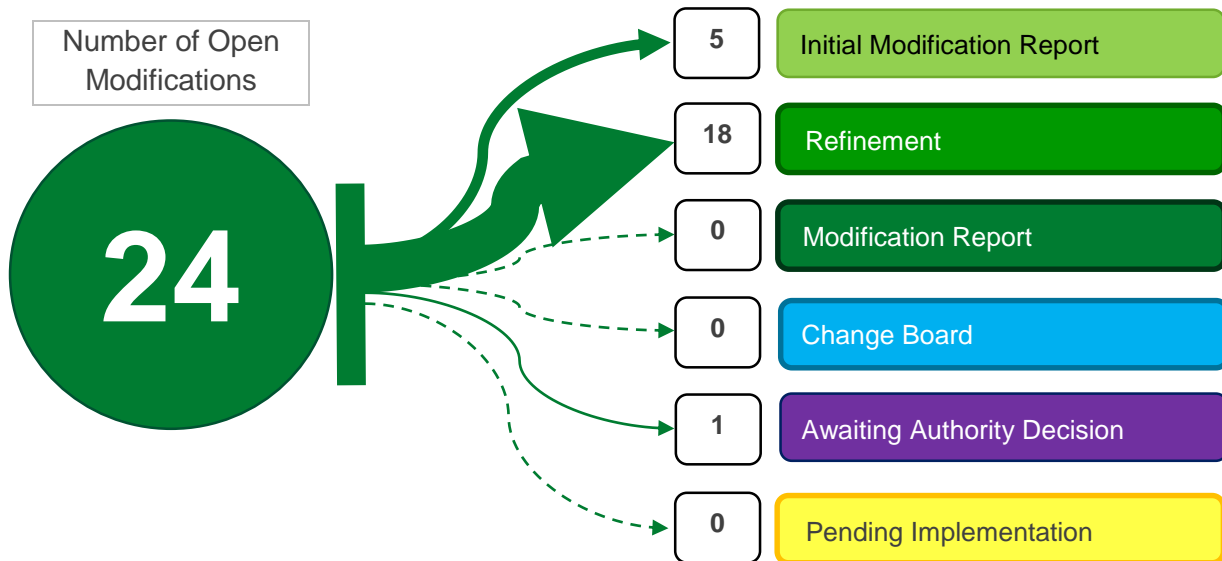 Number of Open
Modifications
24
5
Initial Modification Report
18
Refinement
0
Modification Report
0
Change Board
1
Awaiting Authority Decision
0
Pending Implementation